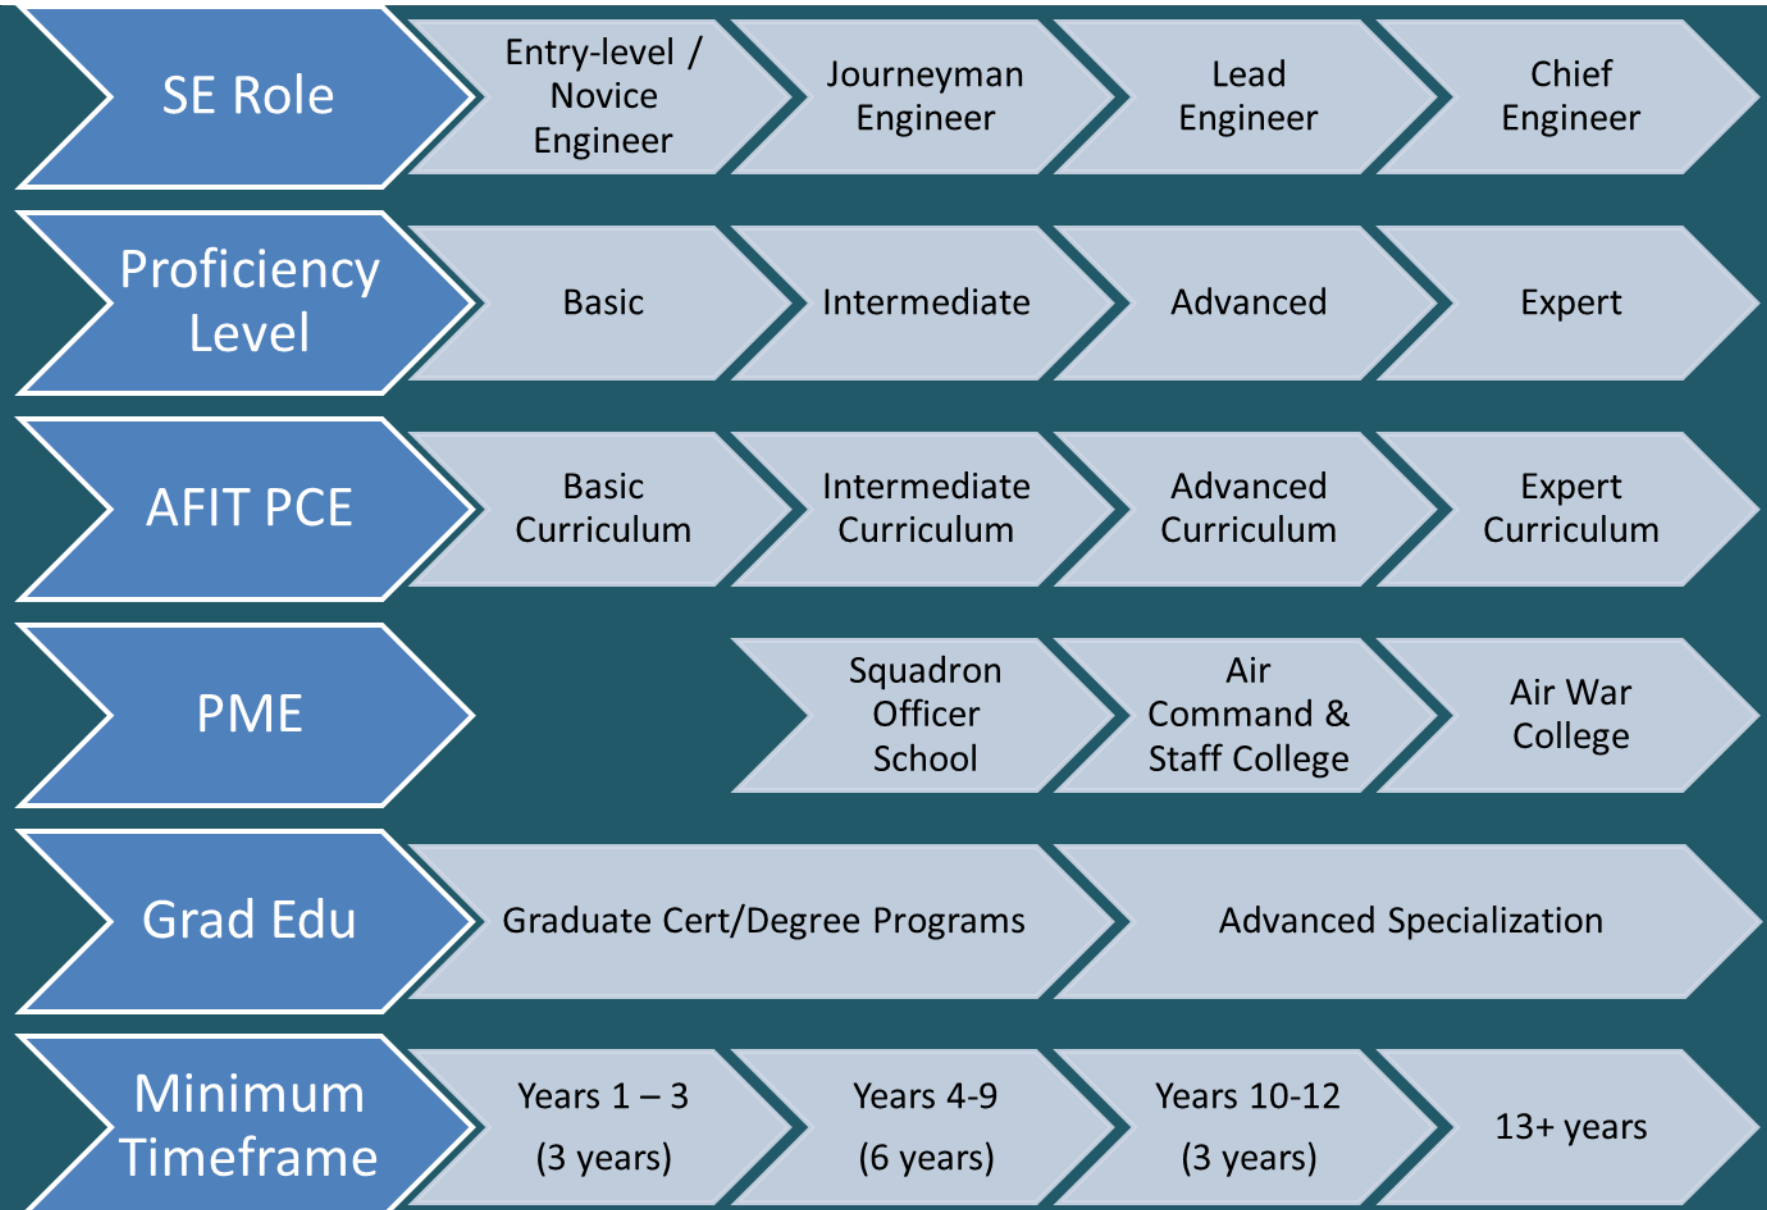 SE Role
Entry-level /
Novice
Engineer
Journeyman
Engineer
Lead
Engineer
Chief
Engineer
Proficiency
Level
Basic
Intermediate
Advanced
Expert
AFIT PCE
Basic
Curriculum
Intermediate
Curriculum
Advanced
Curriculum
Expert
Curriculum
PME
Squadron
Officer
School
Air
Command &
Staff College
Air War
College
Grad Edu
Graduate Cert/Degree Programs
Advanced Specialization
Minimum
Timeframe
Years 1 – 3
(3 years)
Years 4-9
(6 years)
Years 10-12
(3 years)
13+ years